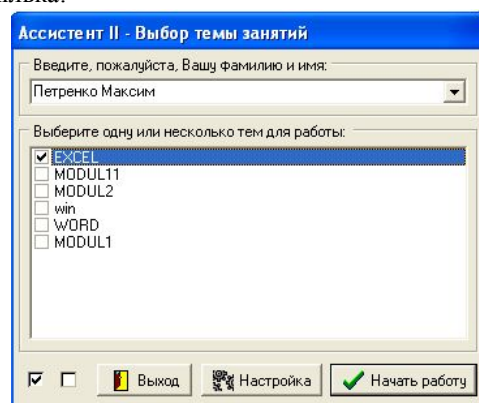 Ассистент II - Выбор темы занятий
Введите, пожалуйста, Вашу фамилию и имя:
Петренко Максим
Выберите одну или несколько тем для работы:
EXCEL
MODUL11
MODUL2
win
WORD
MODUL1
Выход Настройка Начать работу